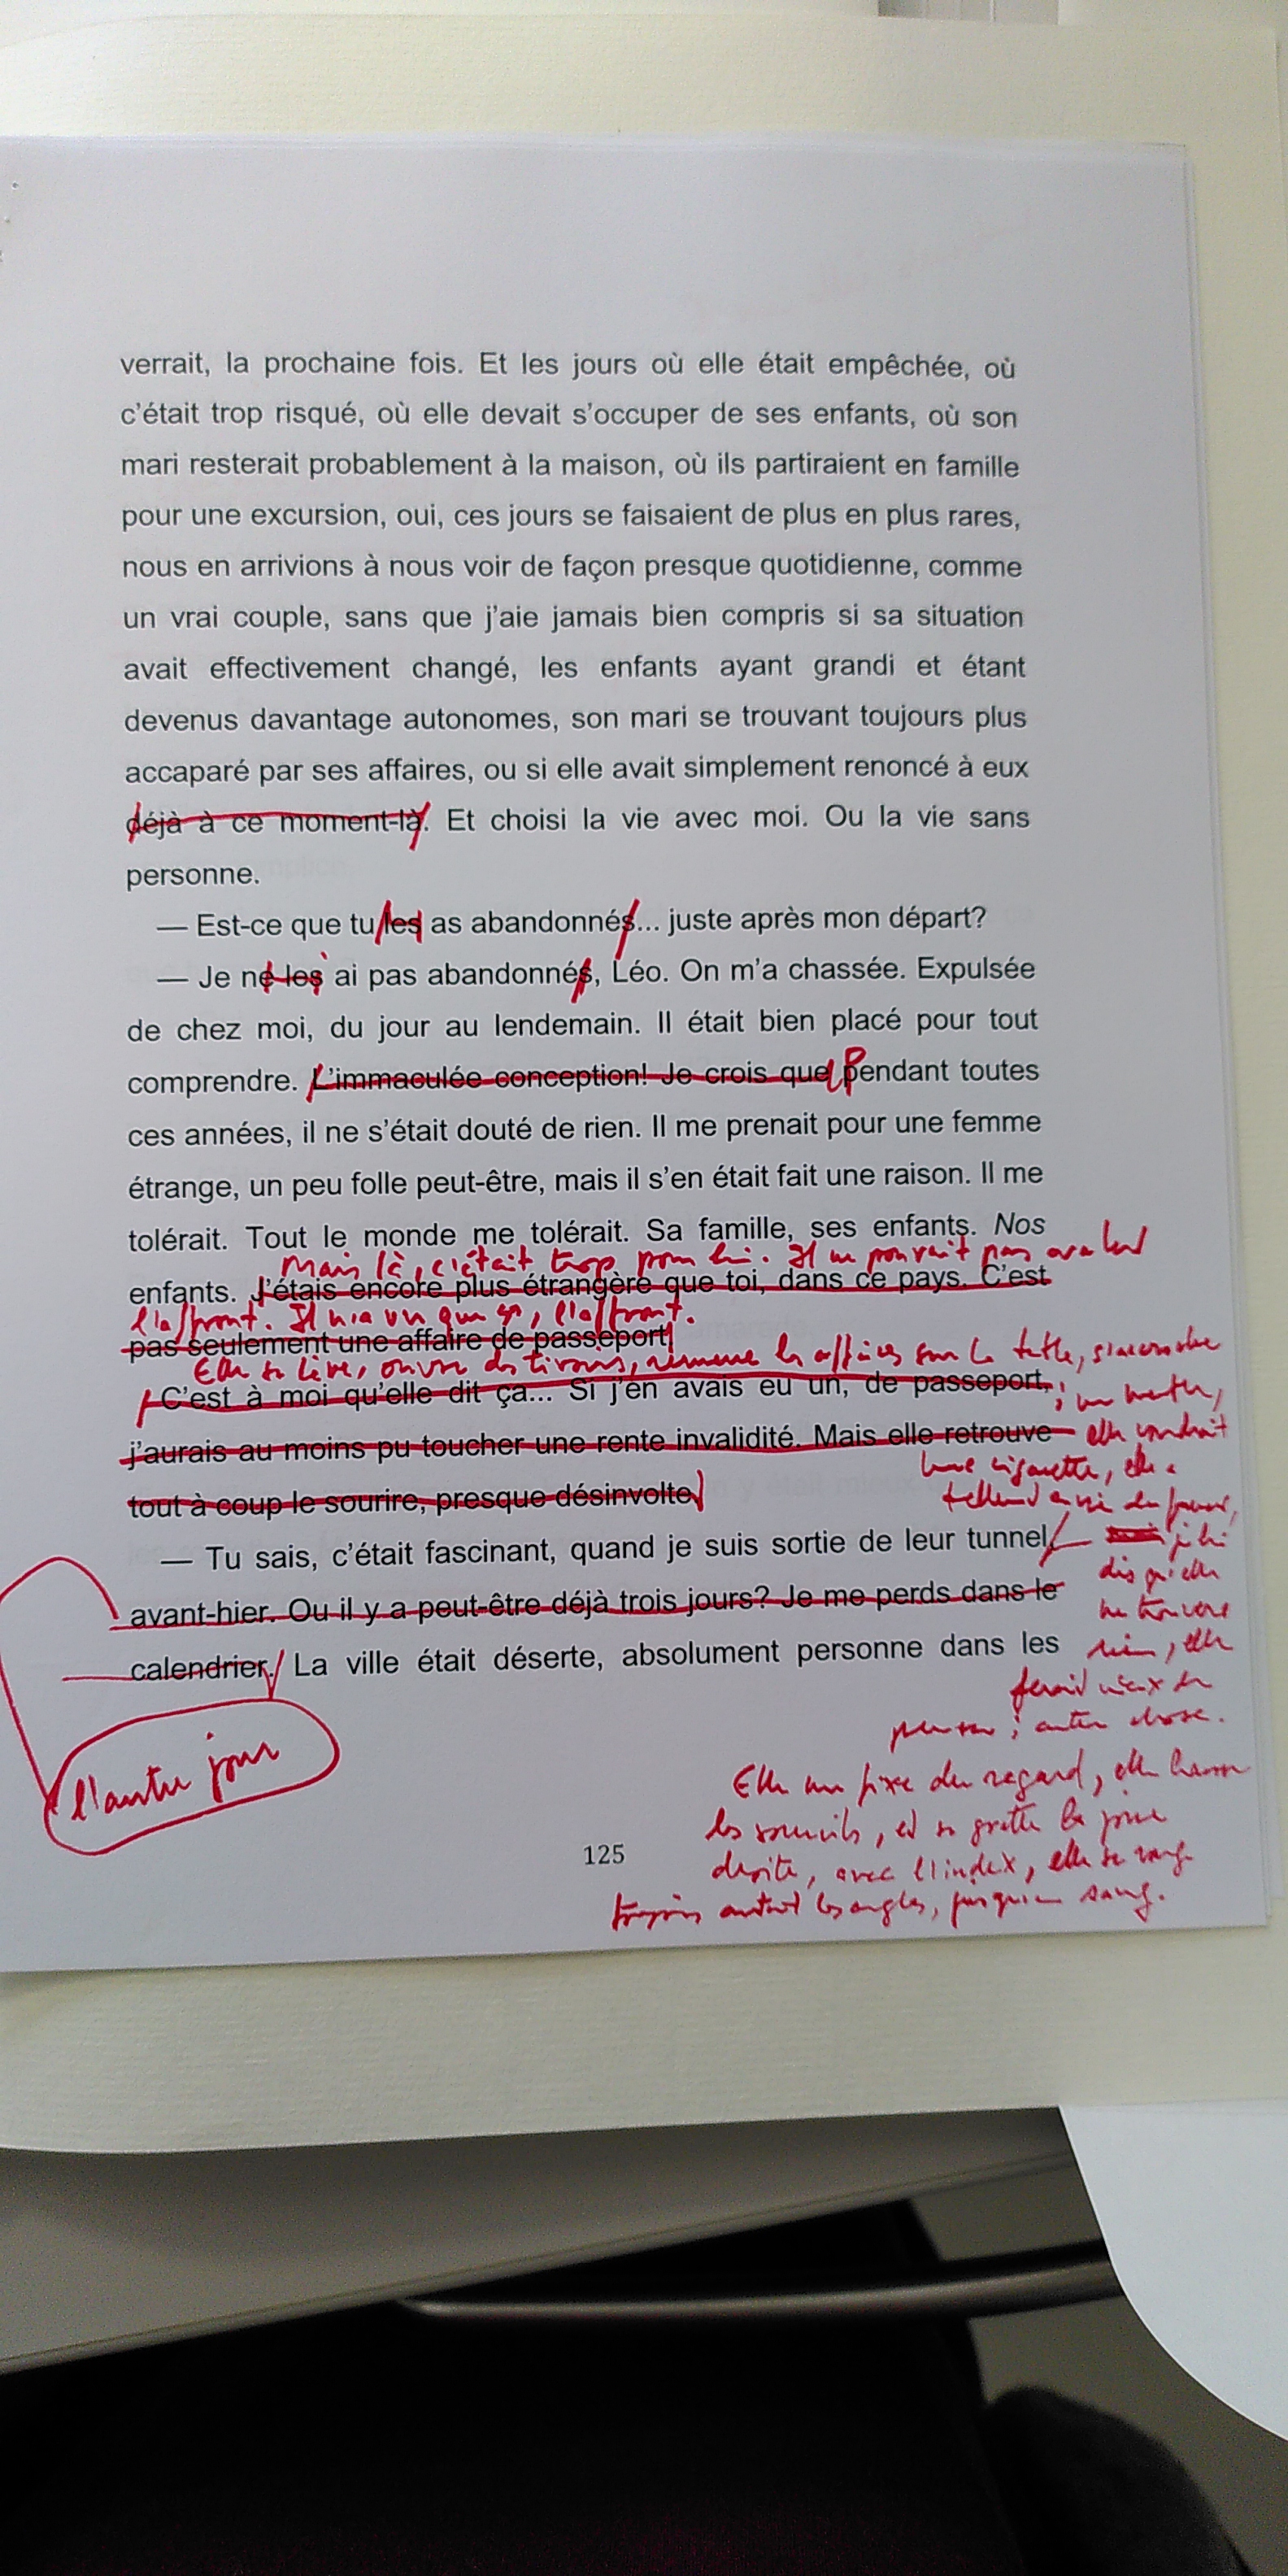 verrait, la prochaine fois. Et les jours où elle était empêchée, où
c'était trop risqué, où elle devait s'occuper de ses enfants, où son
mari resterait probablement à la maison, où ils partiraient en famille
pour une excursion, oui, ces jours se faisaient de plus en plus rares,
nous en arrivions à nous voir de façon presque quotidienne, comme
un vrai couple, sans que j'aie jamais bien compris si sa situation
avait effectivement changé, les enfants ayant grandi et étant
devenus davantage autonomes, son mari se trouvant toujours plus
accaparé par ses affaires, ou si elle avait simplement renoncé à eux
déjà à ce moment-là. Et choisi la vie avec moi. Ou la vie sans
personne.
— Est-ce que tu les as abandonnés... juste après mon départ?
— Je ne les ai pas abandonnés, Léo. On m'a chassée. Expulsée
de chez moi, du jour au lendemain. Il était bien placé pour tout
comprendre. L'immaculée conception! Je crois que Pendant toutes
ces années, il ne s'était douté de rien. Il me prenait pour une femme
étrange, un peu folle peut-être, mais il s'en était fait une raison. Il me
tolérait. Tout le monde me tolérait. Sa famille, ses enfants. Nos
Mais là, c'était trop pour lui. Il ne pouvait pas avaler
enfants. J'étais encore plus étrangère que toi, dans ce pays. C'est
l'affront. Il n'a vu que ça, l'affront.
pas seulement une affaire de passeport.
Elle se lève, ouvre des tiroirs, remue les affaires sur la table, s'accroche
C'est à moi qu'elle dit ça... Si j'en avais eu un, de passeport,
j'aurais au moins pu toucher une rente invalidité. Mais elle retrouve
elle voudrait
une cigarette, elle a
tout à coup le sourire, presque désinvolte.
tellement envie de fumer,
— Tu sais, c'était fascinant, quand je suis sortie de leur tunnel
je lui
dis qu'elle
avant-hier. Ou il y a peut-être déjà trois jours? Je me perds dans le
ne trouvera
calendrier. La ville était déserte, absolument personne dans les
rien, elle
ferait mieux de
penser à autre chose.
l'autre jour
Elle me fixe du regard, elle hausse
les sourcils, et se gratte la joue
125
droite, avec l'index, elle se ronge
toujours autant les ongles, jusqu'au sang.